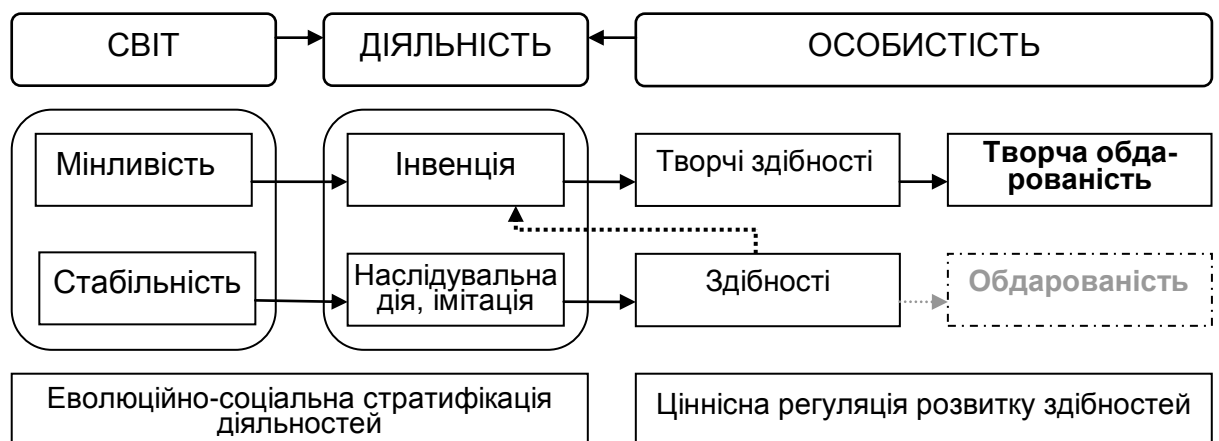 СВІТ
ДІЯЛЬНІСТЬ
ОСОБИСТІСТЬ
Мінливість
Інвенція
Творчі здібності
Творча обда-
рованість
Стабільність
Наслідувальна
дія, імітація
Здібності
Обдарованість
Еволюційно-соціальна стратифікація
діяльностей
Ціннісна регуляція розвитку здібностей